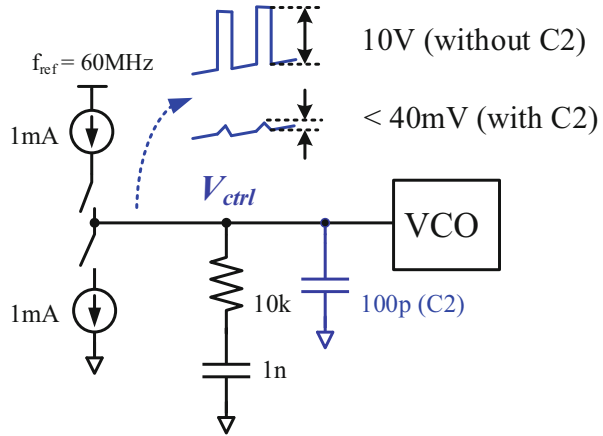 10V (without C2)
f_ref = 60MHz
1mA
< 40mV (with C2)
V_ctrl
VCO
1mA
10k
100p (C2)
1n